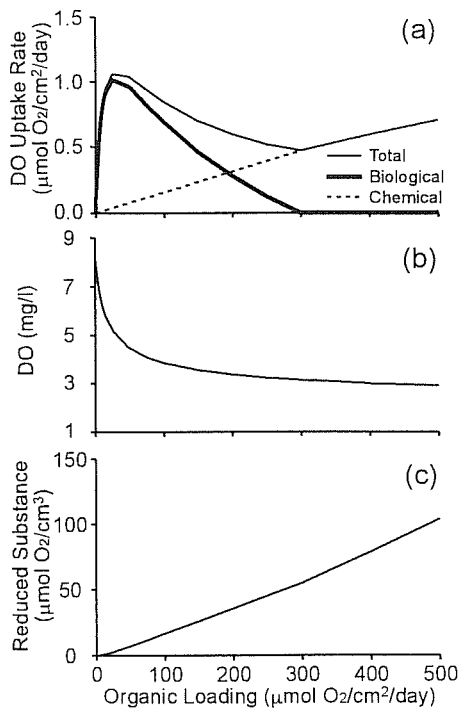 (a)
DO Uptake Rate
(µmol O2/cm²/day)
1.5
1.0
0.5
0.0
Total
Biological
Chemical
(b)
DO (mg/l)
9
7
5
3
1
(c)
Reduced Substance
(µmol O2/cm³)
150
100
50
0
0 100 200 300 400 500
Organic Loading (µmol O2/cm²/day)